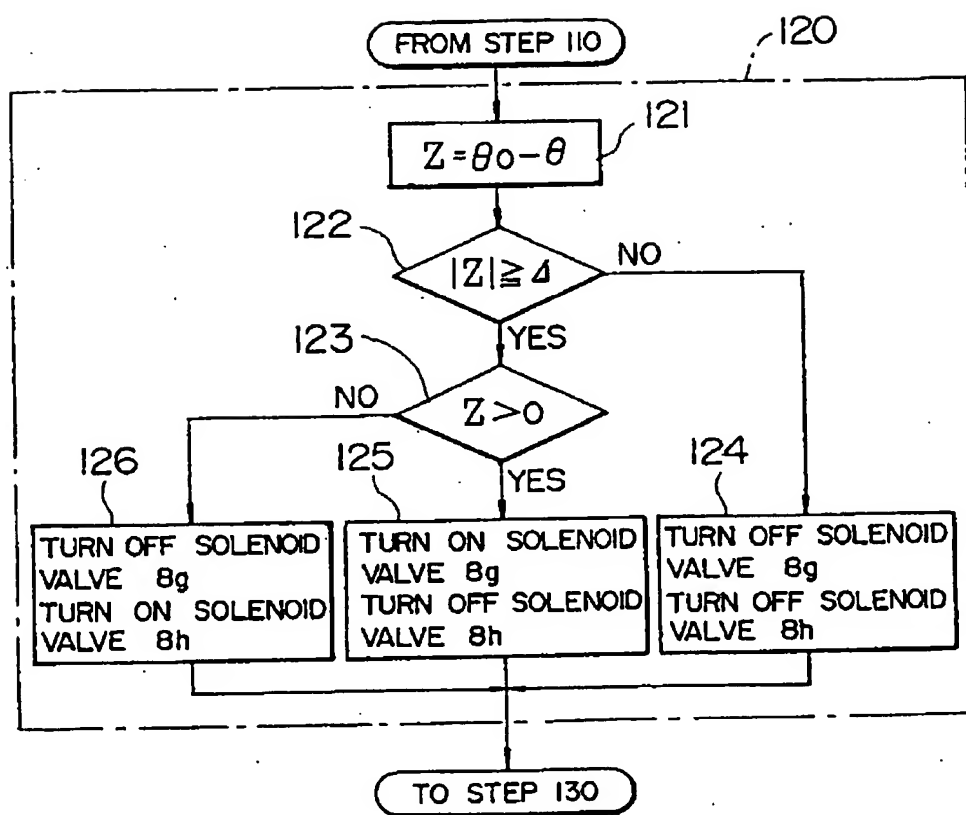 FROM STEP 110
120
121
Z = θo − θ
122
|Z| ≧ Δ
NO
YES
123
NO
Z > 0
126
125
YES
124
TURN OFF SOLENOID
VALVE 8g
TURN ON SOLENOID
VALVE 8h
TURN ON SOLENOID
VALVE 8g
TURN OFF SOLENOID
VALVE 8h
TURN OFF SOLENOID
VALVE 8g
TURN OFF SOLENOID
VALVE 8h
TO STEP 130